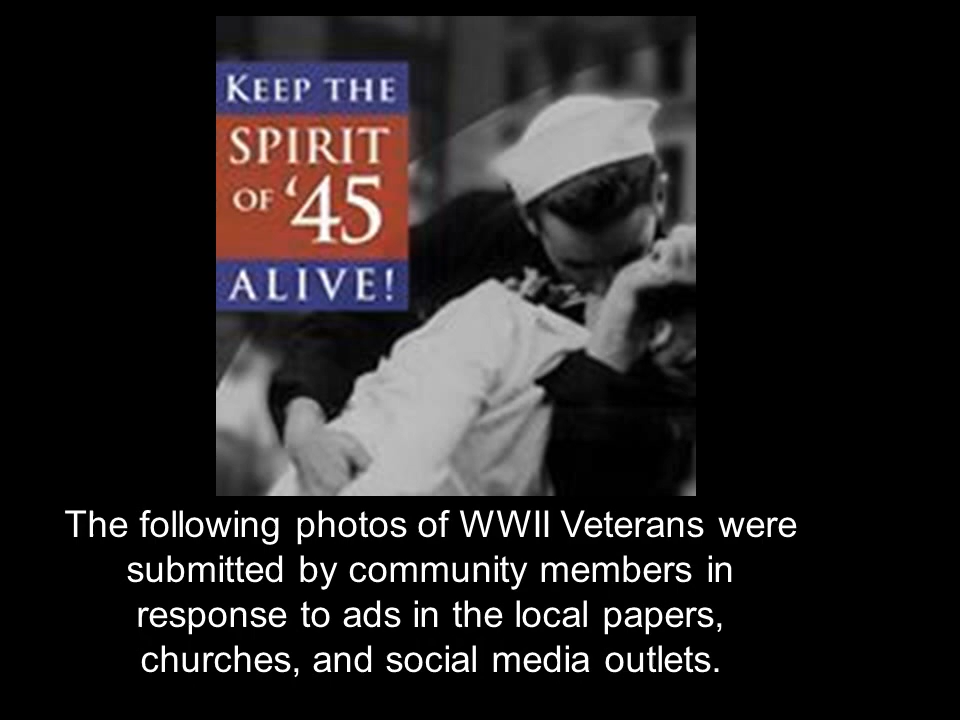 KEEP THE
SPIRIT
OF ‘45
ALIVE!
The following photos of WWII Veterans were
submitted by community members in
response to ads in the local papers,
churches, and social media outlets.